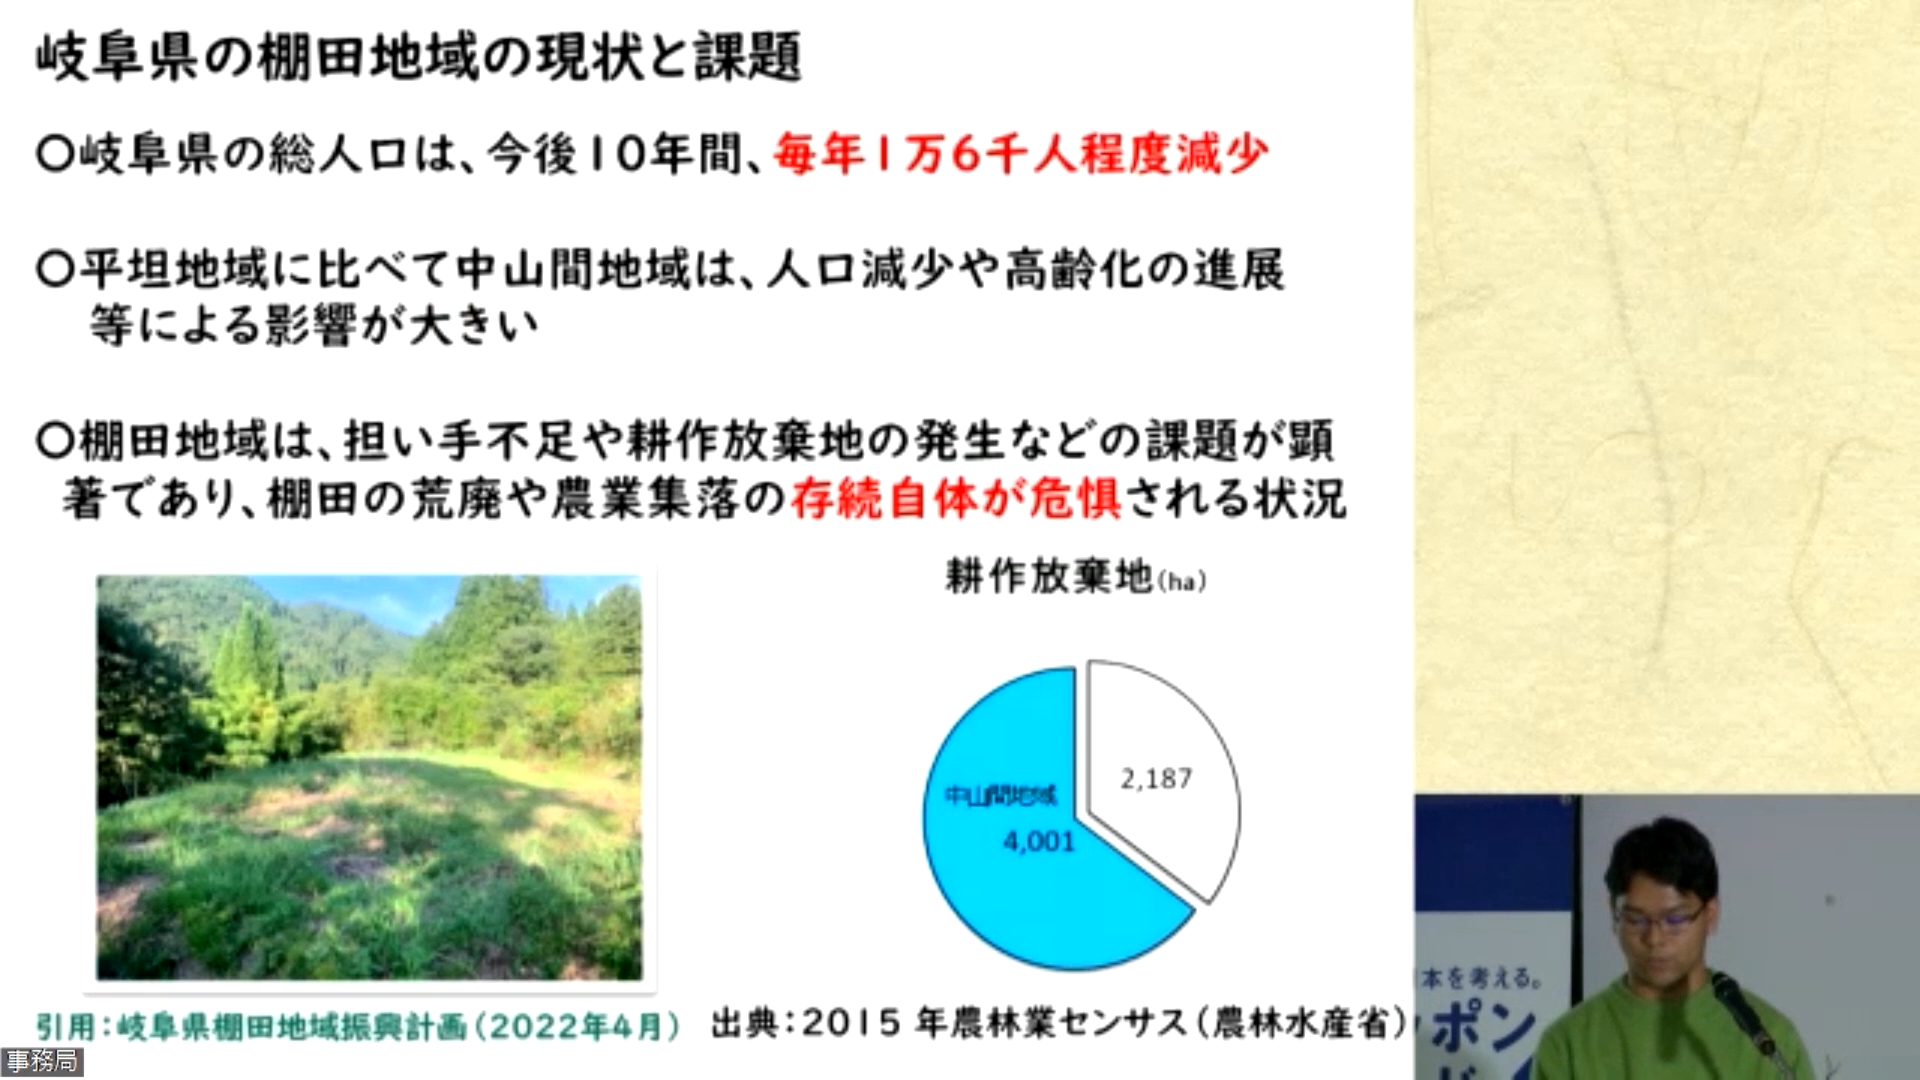 岐阜県の棚田地域の現状と課題
〇岐阜県の総人口は、今後10年間、毎年1万6千人程度減少
〇平坦地域に比べて中山間地域は、人口減少や高齢化の進展
等による影響が大きい
〇棚田地域は、担い手不足や耕作放棄地の発生などの課題が顕
著であり、棚田の荒廃や農業集落の存続自体が危惧される状況
耕作放棄地(ha)
2,187
中山間地域
4,001
引用：岐阜県棚田地域振興計画（2022年4月）
出典：2015 年農林業センサス（農林水産省）
本を考える。
ポン
事務局